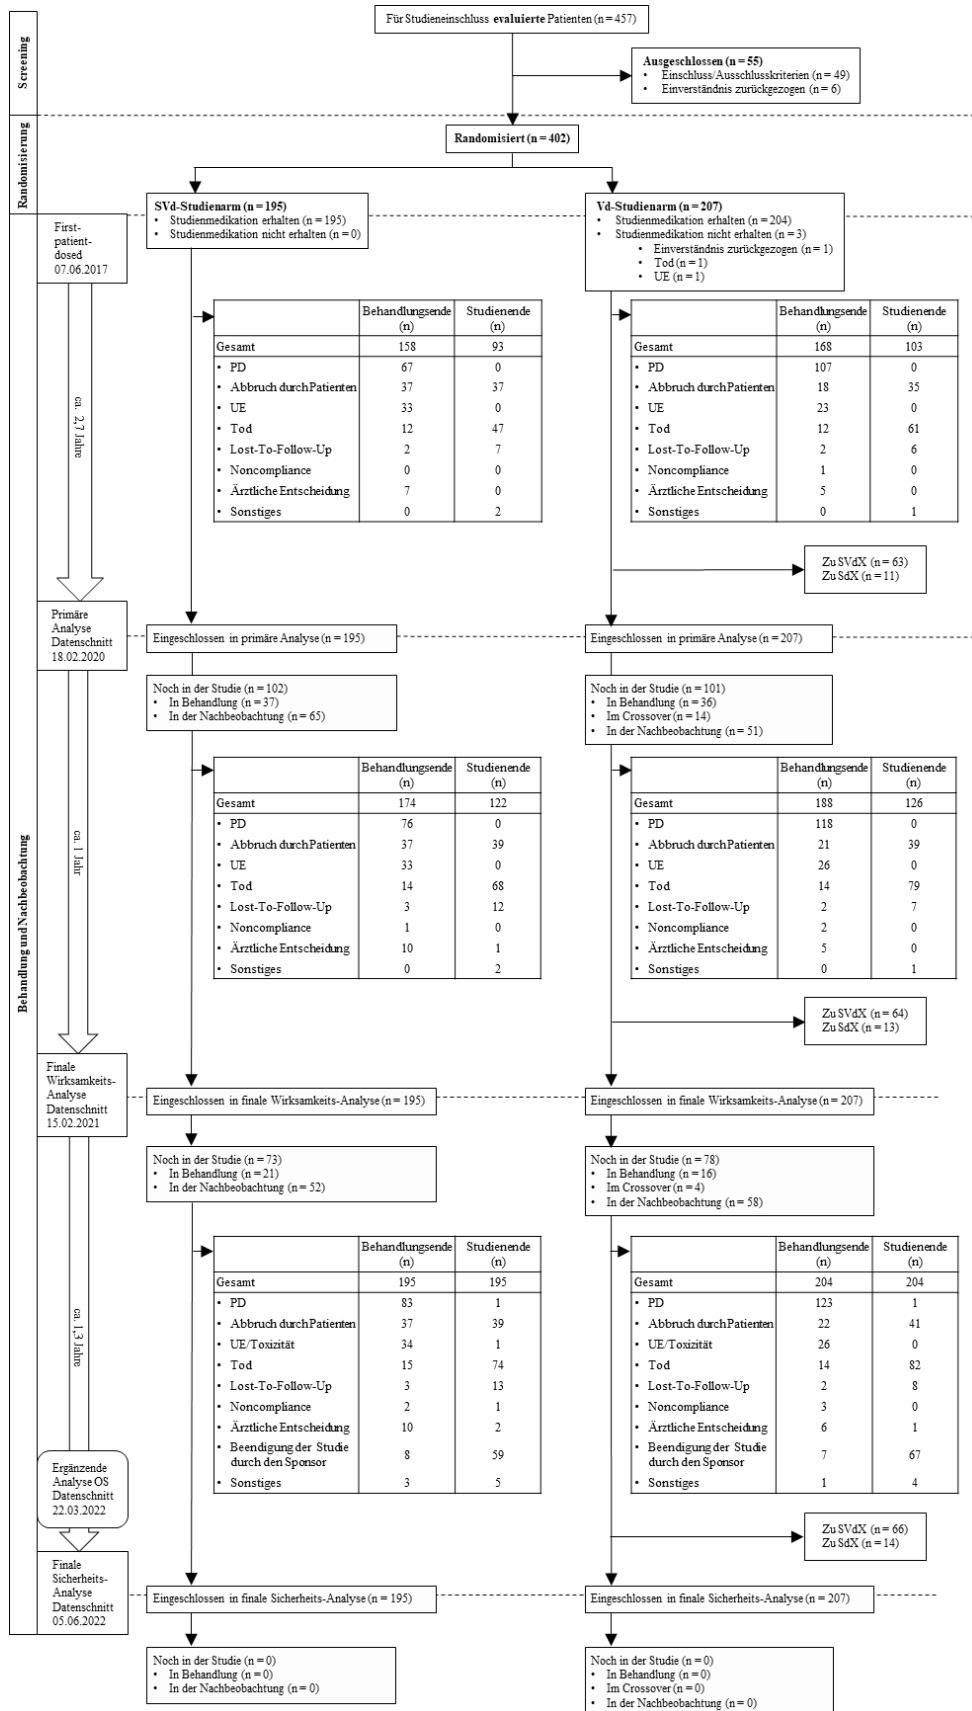 Für Studieneinschluss evaluierte Patienten (n = 457)
Screening
Ausgeschlossen (n = 55)
• Einschluss/Ausschlusskriterien (n = 49)
• Einverständnis zurückgezogen (n = 6)
Randomisierung
Randomisiert (n = 402)
SVd-Studienarm (n = 195)
• Studienmedikation erhalten (n = 195)
• Studienmedikation nicht erhalten (n = 0)
Vd-Studienarm (n = 207)
• Studienmedikation erhalten (n = 204)
• Studienmedikation nicht erhalten (n = 3)
• Einverständnis zurückgezogen (n = 1)
• Tod (n = 1)
• UE (n = 1)
First-
patient-
dosed
07.06.2017
Behandlung und Nachbeobachtung
ca. 2,7 Jahre
Behandlungsende Studienende
(n) (n)
Gesamt 158 93
• PD 67 0
• Abbruch durch Patienten 37 37
• UE 33 0
• Tod 12 47
• Lost-To-Follow-Up 2 7
• Noncompliance 0 0
• Ärztliche Entscheidung 7 0
• Sonstiges 0 2
Behandlungsende Studienende
(n) (n)
Gesamt 168 103
• PD 107 0
• Abbruch durch Patienten 18 35
• UE 23 0
• Tod 12 61
• Lost-To-Follow-Up 2 6
• Noncompliance 1 0
• Ärztliche Entscheidung 5 0
• Sonstiges 0 1
Zu SVdX (n = 63)
Zu SdX (n = 11)
Primäre
Analyse
Datenschnitt
18.02.2020
Eingeschlossen in primäre Analyse (n = 195)
Eingeschlossen in primäre Analyse (n = 207)
Noch in der Studie (n = 102)
• In Behandlung (n = 37)
• In der Nachbeobachtung (n = 65)
Noch in der Studie (n = 101)
• In Behandlung (n = 36)
• Im Crossover (n = 14)
• In der Nachbeobachtung (n = 51)
ca. 1 Jahr
Behandlungsende Studienende
(n) (n)
Gesamt 174 122
• PD 76 0
• Abbruch durch Patienten 37 39
• UE 33 0
• Tod 14 68
• Lost-To-Follow-Up 3 12
• Noncompliance 1 0
• Ärztliche Entscheidung 10 1
• Sonstiges 0 2
Behandlungsende Studienende
(n) (n)
Gesamt 188 126
• PD 118 0
• Abbruch durch Patienten 21 39
• UE 26 0
• Tod 14 79
• Lost-To-Follow-Up 2 7
• Noncompliance 2 0
• Ärztliche Entscheidung 5 0
• Sonstiges 0 1
Zu SVdX (n = 64)
Zu SdX (n = 13)
Finale
Wirksamkeits-
Analyse
Datenschnitt
15.02.2021
Eingeschlossen in finale Wirksamkeits-Analyse (n = 195)
Eingeschlossen in finale Wirksamkeits-Analyse (n = 207)
Noch in der Studie (n = 73)
• In Behandlung (n = 21)
• In der Nachbeobachtung (n = 52)
Noch in der Studie (n = 78)
• In Behandlung (n = 16)
• Im Crossover (n = 4)
• In der Nachbeobachtung (n = 58)
ca. 1,3 Jahre
Behandlungsende Studienende
(n) (n)
Gesamt 195 195
• PD 83 1
• Abbruch durch Patienten 37 39
• UE/Toxizität 34 1
• Tod 15 74
• Lost-To-Follow-Up 3 13
• Noncompliance 2 1
• Ärztliche Entscheidung 10 2
• Beendigung der Studie
durch den Sponsor 8 59
• Sonstiges 3 5
Behandlungsende Studienende
(n) (n)
Gesamt 204 204
• PD 123 1
• Abbruch durch Patienten 22 41
• UE/Toxizität 26 0
• Tod 14 82
• Lost-To-Follow-Up 2 8
• Noncompliance 3 0
• Ärztliche Entscheidung 6 1
• Beendigung der Studie
durch den Sponsor 7 67
• Sonstiges 1 4
Ergänzende
Analyse OS
Datenschnitt
22.03.2022
Zu SVdX (n = 66)
Zu SdX (n = 14)
Finale
Sicherheits-
Analyse
Datenschnitt
05.06.2022
Eingeschlossen in finale Sicherheits-Analyse (n = 195)
Eingeschlossen in finale Sicherheits-Analyse (n = 207)
Noch in der Studie (n = 0)
• In Behandlung (n = 0)
• In der Nachbeobachtung (n = 0)
Noch in der Studie (n = 0)
• In Behandlung (n = 0)
• Im Crossover (n = 0)
• In der Nachbeobachtung (n = 0)